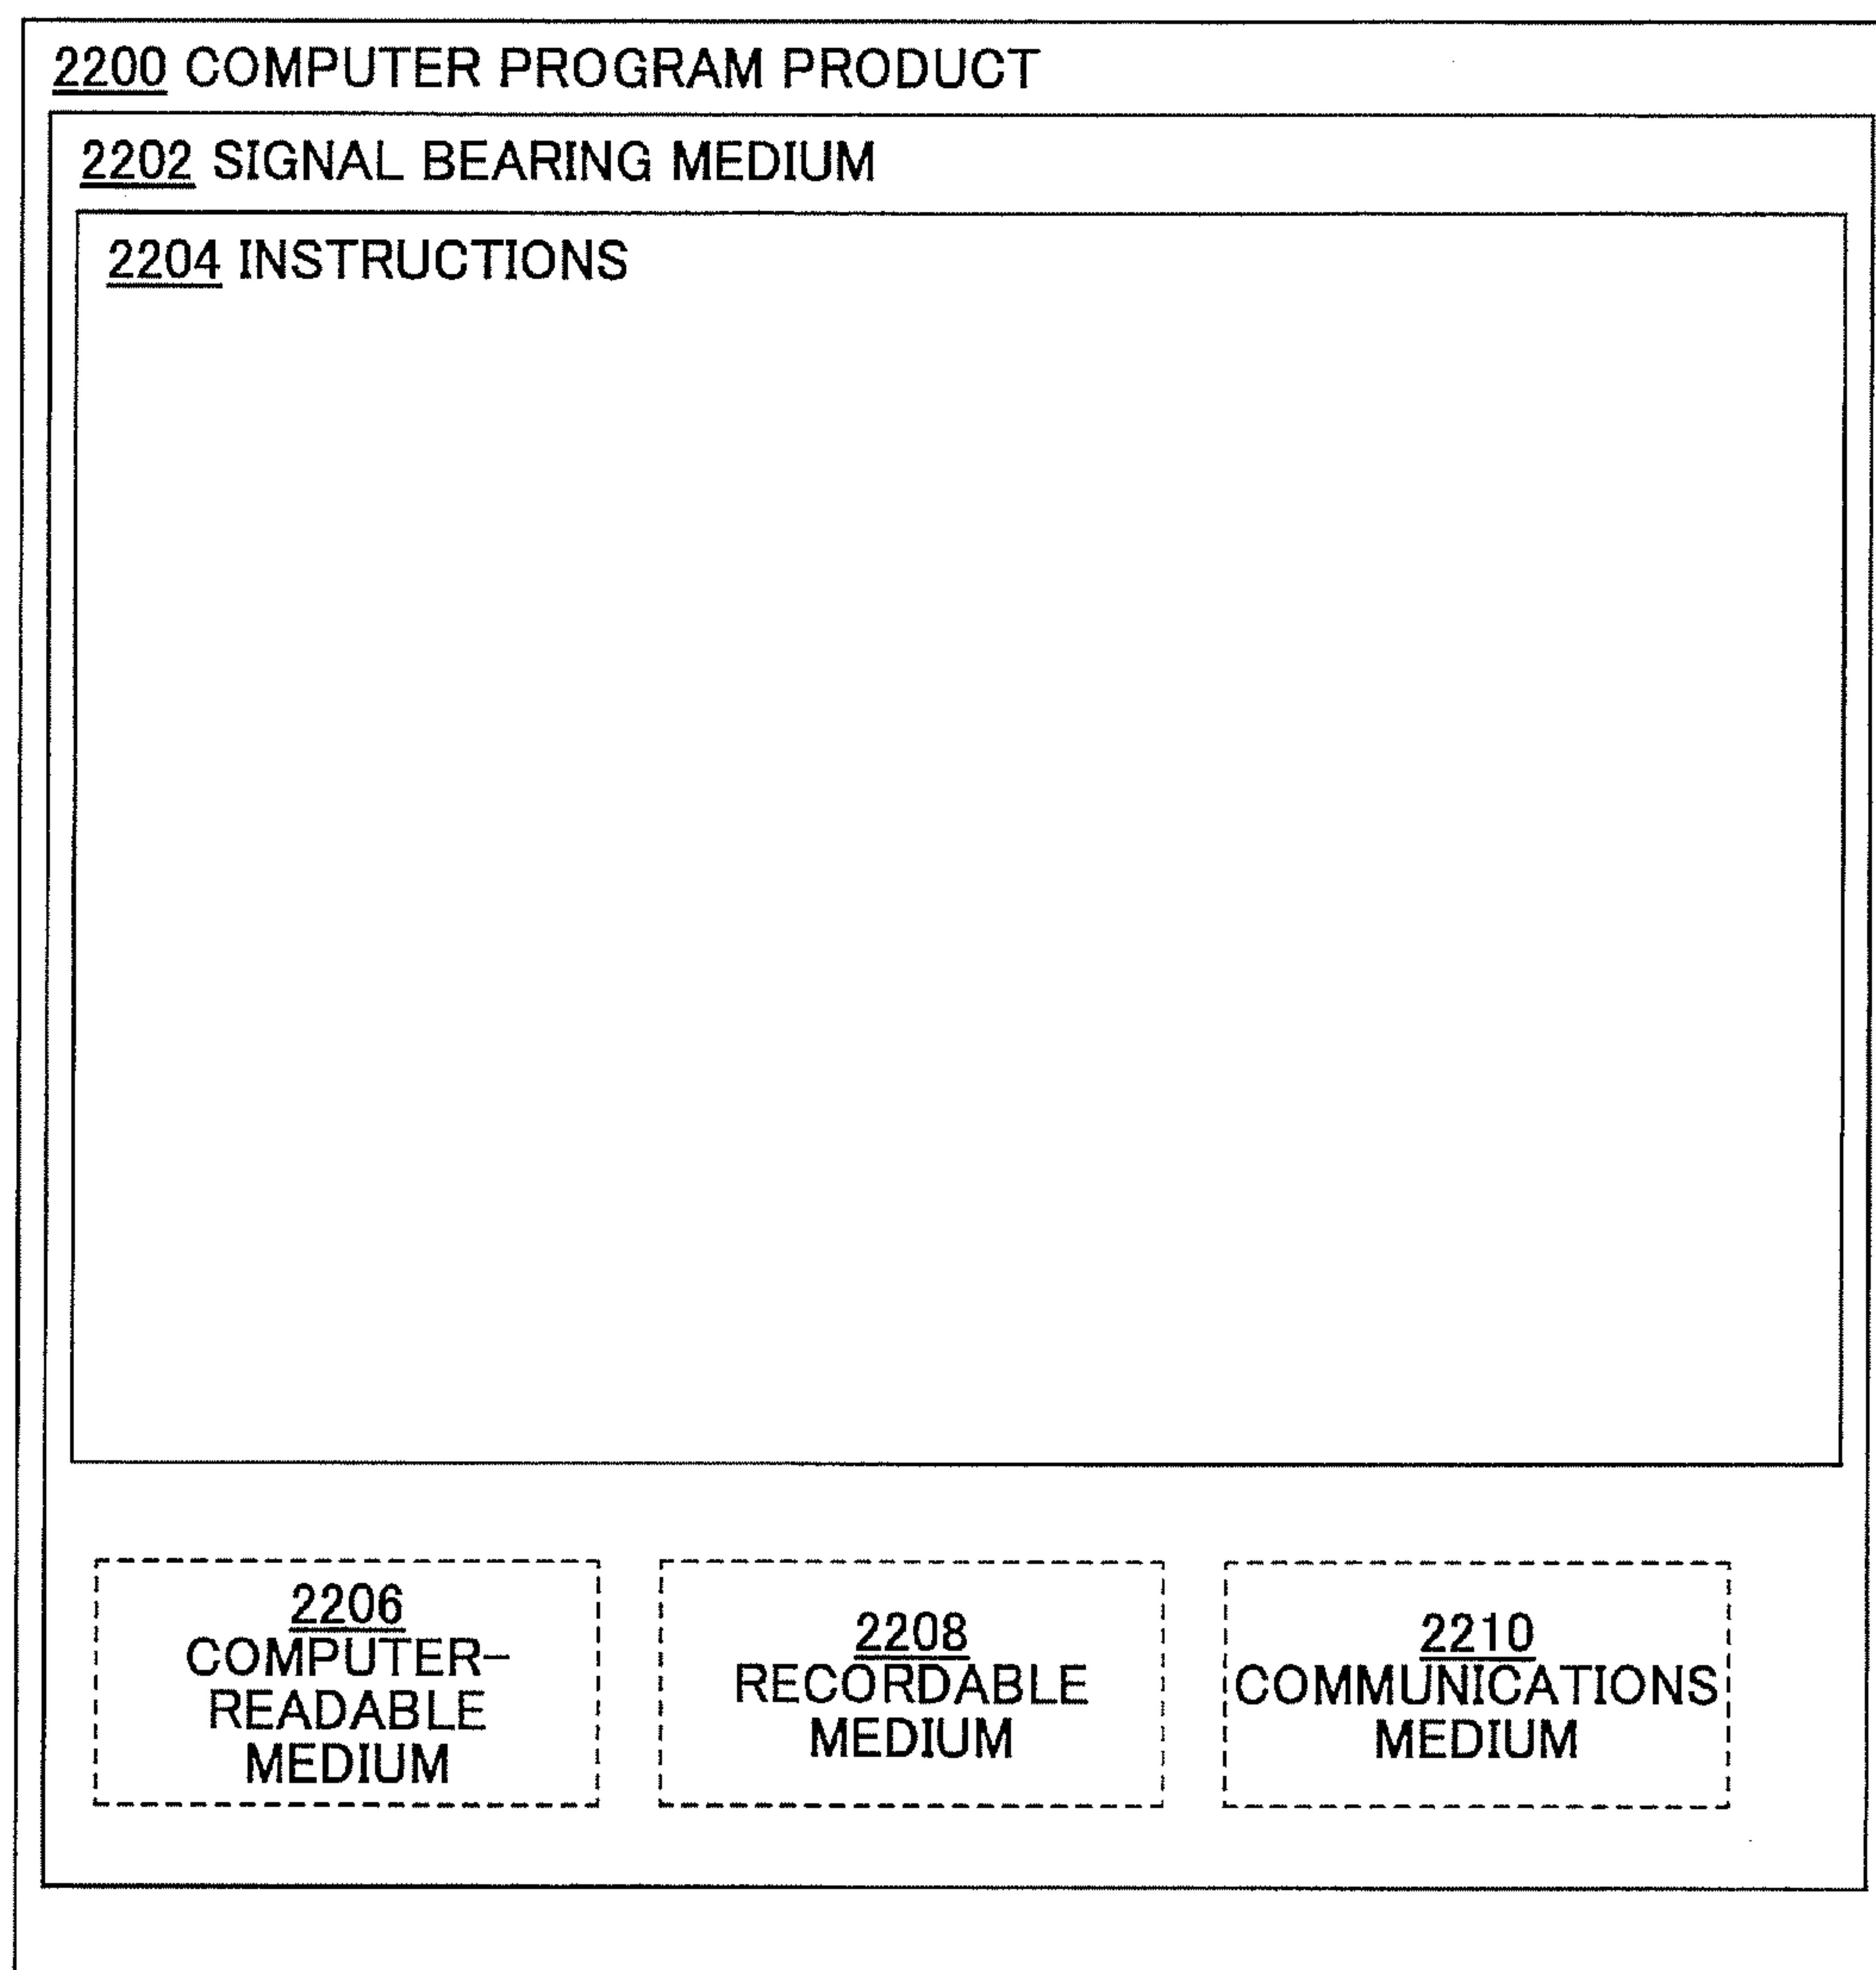 2200 COMPUTER PROGRAM PRODUCT
2202 SIGNAL BEARING MEDIUM
2204 INSTRUCTIONS
2206
COMPUTER-
READABLE
MEDIUM
2208
RECORDABLE
MEDIUM
2210
COMMUNICATIONS
MEDIUM